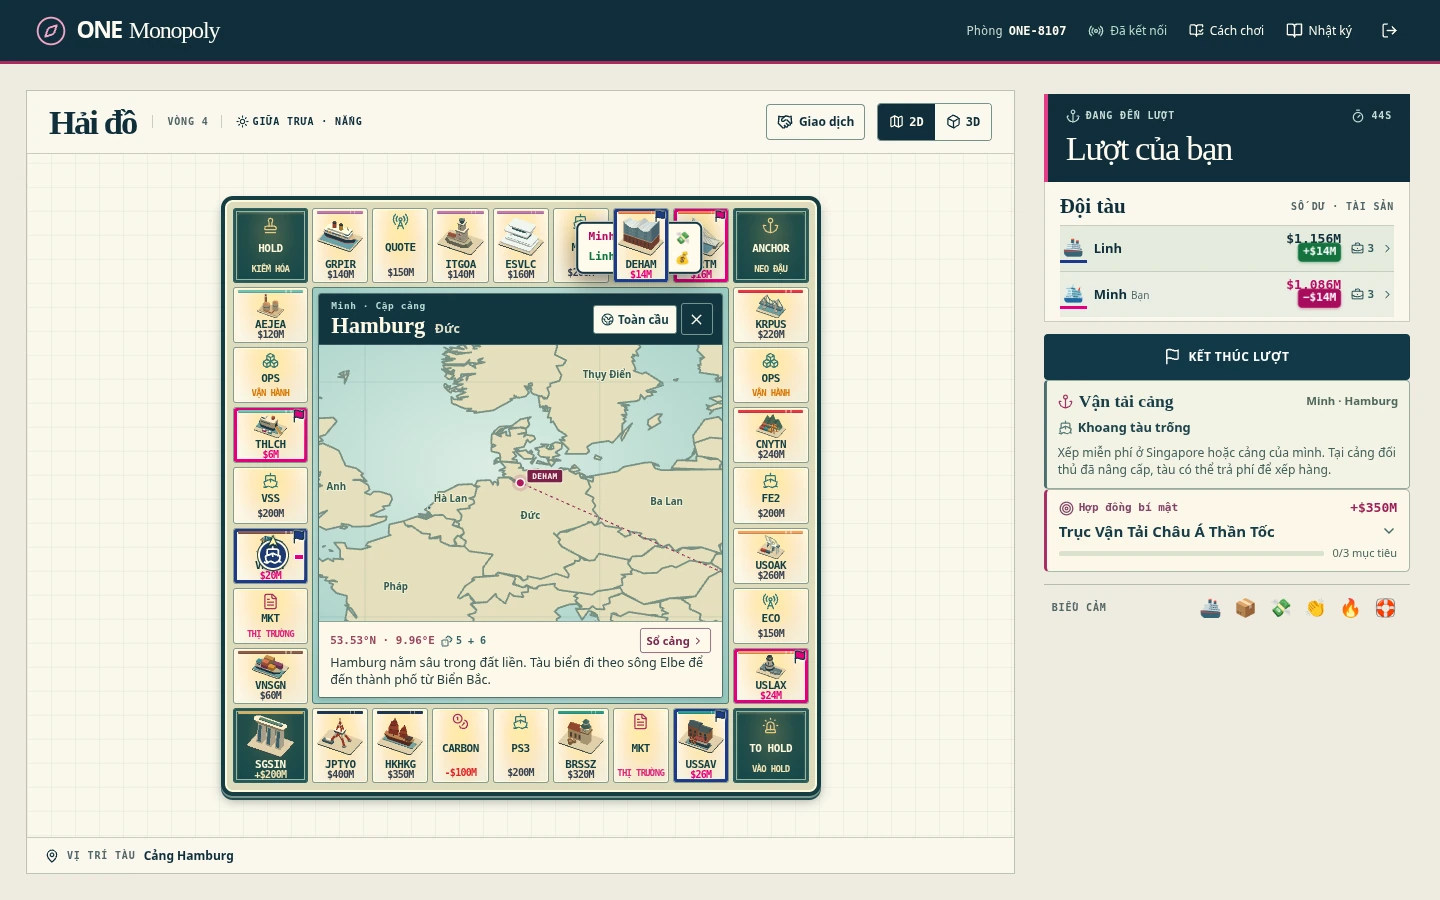 ONE Monopoly
Phòng ONE-8107
Đã kết nối
Cách chơi
Nhật ký
Hải đồ
VÒNG 4
GIỮA TRƯA · NẮNG
Giao dịch
2D
3D
HOLD
KIỂM HÓA
GRPIR
$140M
QUOTE
$150M
ITGOA
$140M
ESVLC
$160M
Minh
Linh
DEHAM
$14M
ANCHOR
NEO ĐẬU
AEJEA
$120M
OPS
VẬN HÀNH
THLCH
$6M
VSS
$200M
$20M
MKT
THỊ TRƯỜNG
VNSGN
$60M
Minh · Cập cảng
Hamburg Đức
Toàn cầu
Thụy Điển
DEHAM
Anh
Hà Lan
Ba Lan
Đức
Pháp
53.53°N · 9.96°E 5 + 6
Sổ cảng
Hamburg nằm sâu trong đất liền. Tàu biển đi theo sông Elbe để
đến thành phố từ Biển Bắc.
KRPUS
$220M
OPS
VẬN HÀNH
CNYTN
$240M
FE2
$200M
USOAK
$260M
ECO
$150M
USLAX
$24M
SGSIN
+$200M
JPTYO
$400M
HKHKG
$350M
CARBON
-$100M
PS3
$200M
BRSSZ
$320M
MKT
THỊ TRƯỜNG
USSAV
$26M
TO HOLD
VÀO HOLD
VỊ TRÍ TÀU Cảng Hamburg
ĐANG ĐẾN LƯỢT
44S
Lượt của bạn
Đội tàu
SỐ DƯ · TÀI SẢN
Linh
$1,156M
+$14M
3
Minh Bạn
$1,086M
−$14M
3
KẾT THÚC LƯỢT
Vận tải cảng
Minh · Hamburg
Khoang tàu trống
Xếp miễn phí ở Singapore hoặc cảng của mình. Tại cảng đối
thủ đã nâng cấp, tàu có thể trả phí để xếp hàng.
Hợp đồng bí mật
+$350M
Trục Vận Tải Châu Á Thần Tốc
0/3 mục tiêu
BIỂU CẢM